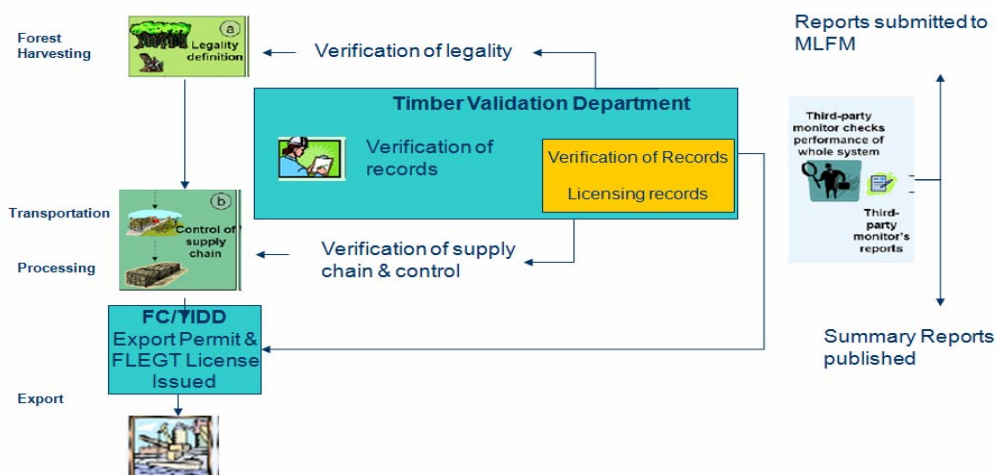 Forest
Harvesting
a
Legality
definition
Verification of legality
Reports submitted to
MLFM
Timber Validation Department
Verification of
records
Verification of Records
Licensing records
Third-party
monitor checks
performance of
whole system
Third-
party
monitor's
reports
Transportation
b
Control of
supply
chain
Processing
Verification of supply
chain & control
FC/TIDD
Export Permit &
FLEGT License
Issued
Summary Reports
published
Export